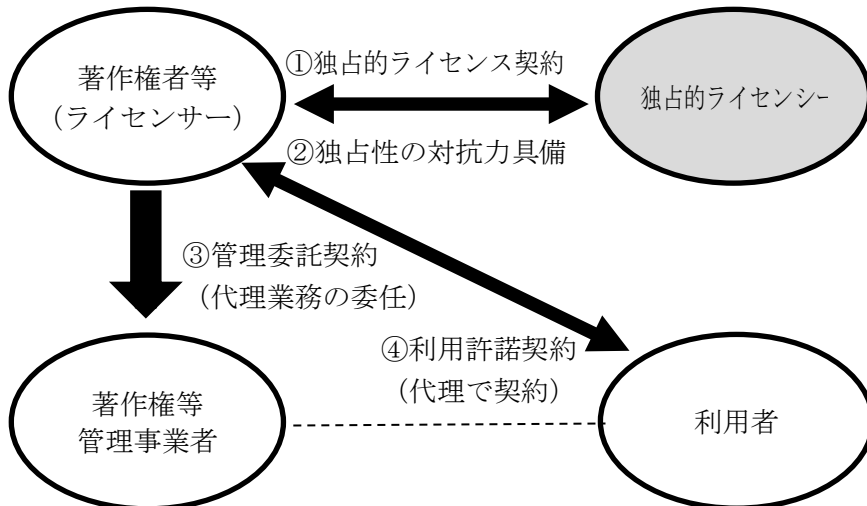 著作権者等
（ライセンサー）
①独占的ライセンス契約
②独占性の対抗力具備
独占的ライセンシー
③管理委託契約
（代理業務の委任）
④利用許諾契約
（代理で契約）
著作権等
管理事業者
利用者